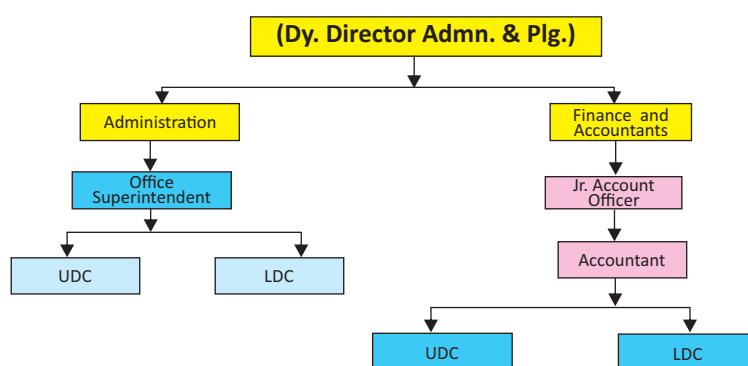 (Dy. Director Admn. & Plg.)
Administration
Finance and
Accountants
Office
Superintendent
Jr. Account
Officer
UDC
LDC
Accountant
UDC
LDC